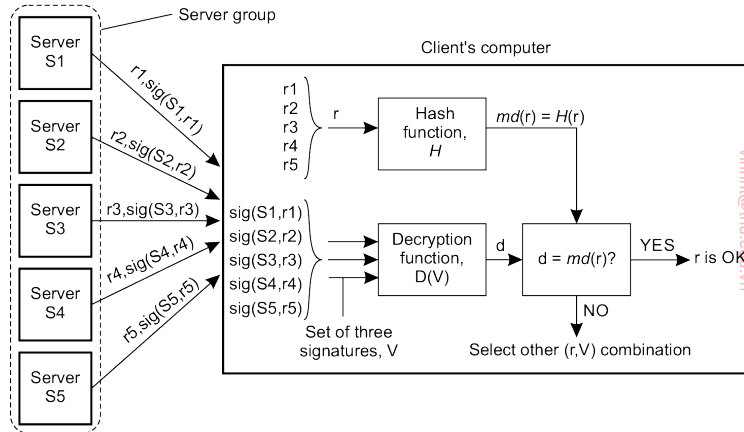 Server group
Client's computer
Server
S1
Server
S2
Server
S3
Server
S4
Server
S5
r1,sig(S1,r1)
r2,sig(S2,r2)
r3,sig(S3,r3)
r4,sig(S4,r4)
r5,sig(S5,r5)
r1
r2
r3
r4
r5
r
Hash
function,
H
md(r) = H(r)
sig(S1,r1)
sig(S2,r2)
sig(S3,r3)
sig(S4,r4)
sig(S5,r5)
Set of three
signatures, V
Decryption
function,
D(V)
d
d = md(r)?
YES
r is OK
NO
Select other (r,V) combination